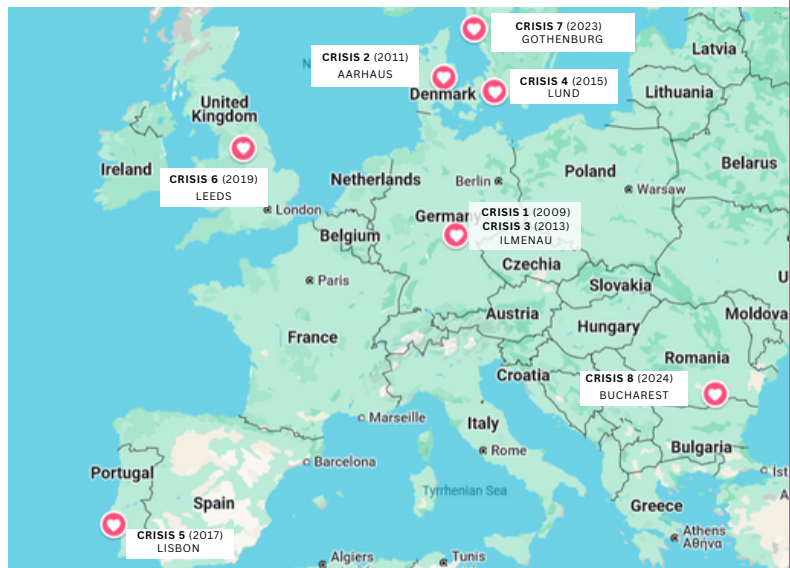 CRISIS 7 (2023)
GOTHENBURG
CRISIS 2 (2011)
AARHAUS
N
Denmark
CRISIS 4 (2015)
LUND
Latvia
Lithuania
United
Kingdom
Ireland
CRISIS 6 (2019)
LEEDS
London
Netherlands
Berlin
Poland
Warsaw
Belarus
German
CRISIS 1 (2009)
CRISIS 3 (2013)
ILMENAU
Belgium
Paris
Czechia
Slovakia
U
Austria
Hungary
Moldova
France
Croatia
Romania
CRISIS 8 (2024)
BUCHAREST
Marseille
Italy
Rome
Bulgaria
Barcelona
Portugal
Spain
Tyrrhenian Sea
Greece
İst
A
Athens
Αθήνα
CRISIS 5 (2017)
LISBON
Algiers
Tunis